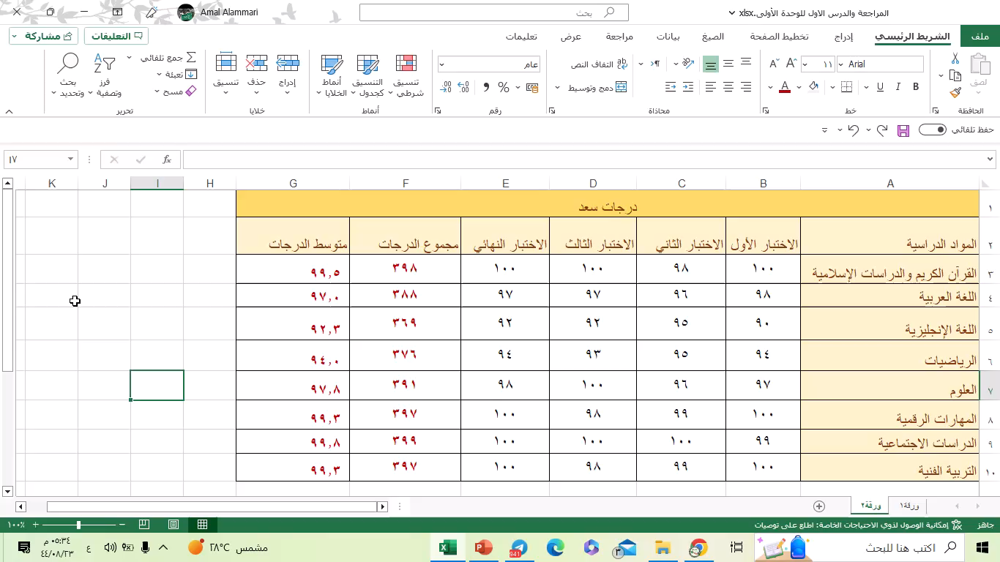 المراجعة والدرس الأول للوحدة الأولى.xlsx
بحث
Amal Alammari
ملف الشريط الرئيسي إدراج تخطيط الصفحة الصيغ بيانات مراجعة عرض تعليمات
التعليقات مشاركة
لصق
Arial ١١
B I U A
التفاف النص
دمج وتوسيط
عام
% 
تنسيق شرطي
التنسيق كجدول
أنماط الخلايا
إدراج حذف تنسيق
جمع تلقائي
تعبئة
مسح
فرز وتصفية
بحث وتحديد
الحافظة خط محاذاة رقم أنماط خلايا تحرير
حفظ تلقائي
I٧
fx
A B C D E F G H I J K
١ درجات سعد
٢ المواد الدراسية الاختبار الأول الاختبار الثاني الاختبار الثالث الاختبار النهائي مجموع الدرجات متوسط الدرجات
٣ القرآن الكريم والدراسات الإسلامية ١٠٠ ٩٨ ١٠٠ ١٠٠ ٣٩٨ ٩٩,٥
٤ اللغة العربية ٩٨ ٩٦ ٩٧ ٩٧ ٣٨٨ ٩٧,٠
٥ اللغة الإنجليزية ٩٠ ٩٥ ٩٢ ٩٢ ٣٦٩ ٩٢,٣
٦ الرياضيات ٩٤ ٩٥ ٩٣ ٩٤ ٣٧٦ ٩٤,٠
٧ العلوم ٩٧ ٩٦ ١٠٠ ٩٨ ٣٩١ ٩٧,٨
٨ المهارات الرقمية ١٠٠ ٩٩ ٩٨ ١٠٠ ٣٩٧ ٩٩,٣
٩ الدراسات الاجتماعية ٩٩ ١٠٠ ١٠٠ ١٠٠ ٣٩٩ ٩٩,٨
١٠ التربية الفنية ١٠٠ ٩٩ ٩٨ ١٠٠ ٣٩٧ ٩٩,٣
ورقة١ ورقة٢
جاهز إمكانية الوصول لذوي الاحتياجات الخاصة: اطلع على توصيات
١٠٠٪
اكتب هنا للبحث
٣
941
مشمس ٢٨°C
ع
٠٥:٣٤ م
٤٤/٠٨/٢٣